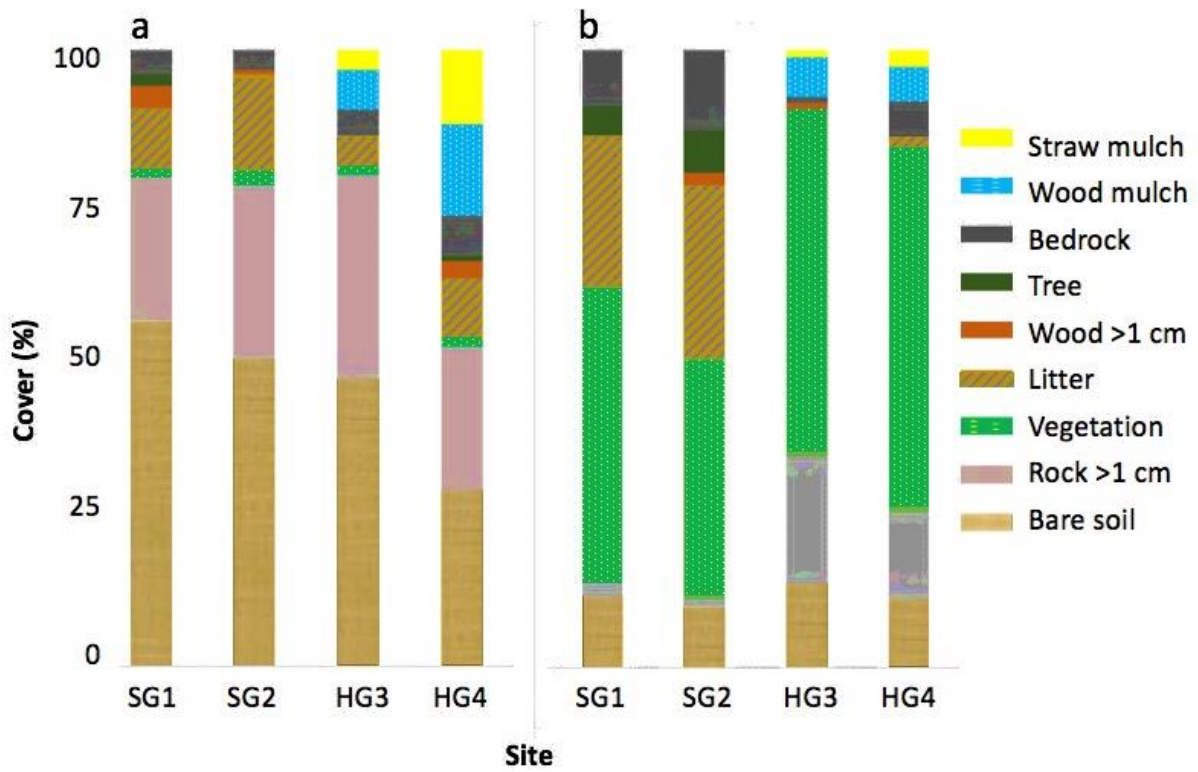 a
b
100
75
50
25
0
Cover (%)
SG1 SG2 HG3 HG4
SG1 SG2 HG3 HG4
Site
Straw mulch
Wood mulch
Bedrock
Tree
Wood >1 cm
Litter
Vegetation
Rock >1 cm
Bare soil